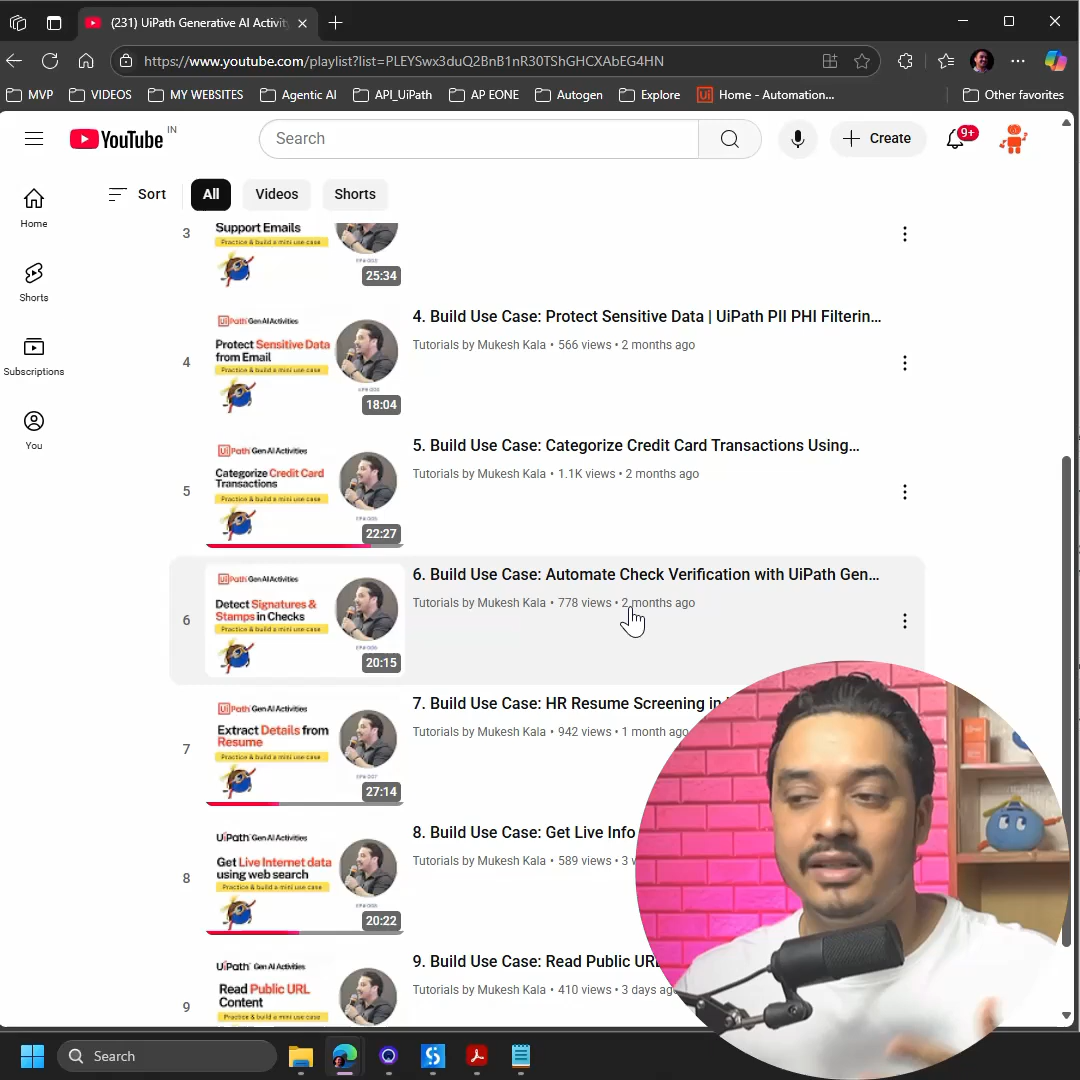 (231) UiPath Generative AI Activity
https://www.youtube.com/playlist?list=PLEYSwx3duQ2BnB1nR30TShGHCXAbEG4HN
MVP
VIDEOS
MY WEBSITES
Agentic AI
API_UiPath
AP EONE
Autogen
Explore
Ui Home - Automation...
Other favorites
YouTube IN
Search
Create
9+
Home
Shorts
Subscriptions
You
Sort
All
Videos
Shorts
3
Support Emails
Practice & build a mini use case
25:34
4
UiPath Gen AI Activities
Protect Sensitive Data
from Email
Practice & build a mini use case
18:04
4. Build Use Case: Protect Sensitive Data | UiPath PII PHI Filterin...
Tutorials by Mukesh Kala • 566 views • 2 months ago
5
UiPath Gen AI Activities
Categorize Credit Card
Transactions
Practice & build a mini use case
22:27
5. Build Use Case: Categorize Credit Card Transactions Using...
Tutorials by Mukesh Kala • 1.1K views • 2 months ago
6
UiPath Gen AI Activities
Detect Signatures &
Stamps in Checks
Practice & build a mini use case
20:15
6. Build Use Case: Automate Check Verification with UiPath Gen...
Tutorials by Mukesh Kala • 778 views • 2 months ago
7
UiPath Gen AI Activities
Extract Details from
Resume
Practice & build a mini use case
27:14
7. Build Use Case: HR Resume Screening in
Tutorials by Mukesh Kala • 942 views • 1 month ago
8
UiPath Gen AI Activities
Get Live Internet data
using web search
Practice & build a mini use case
20:22
8. Build Use Case: Get Live Info
Tutorials by Mukesh Kala • 589 views • 3
9
UiPath Gen AI Activities
Read Public URL
Content
Practice & build a mini use case
9. Build Use Case: Read Public URL
Tutorials by Mukesh Kala • 410 views • 3 days ago
Search